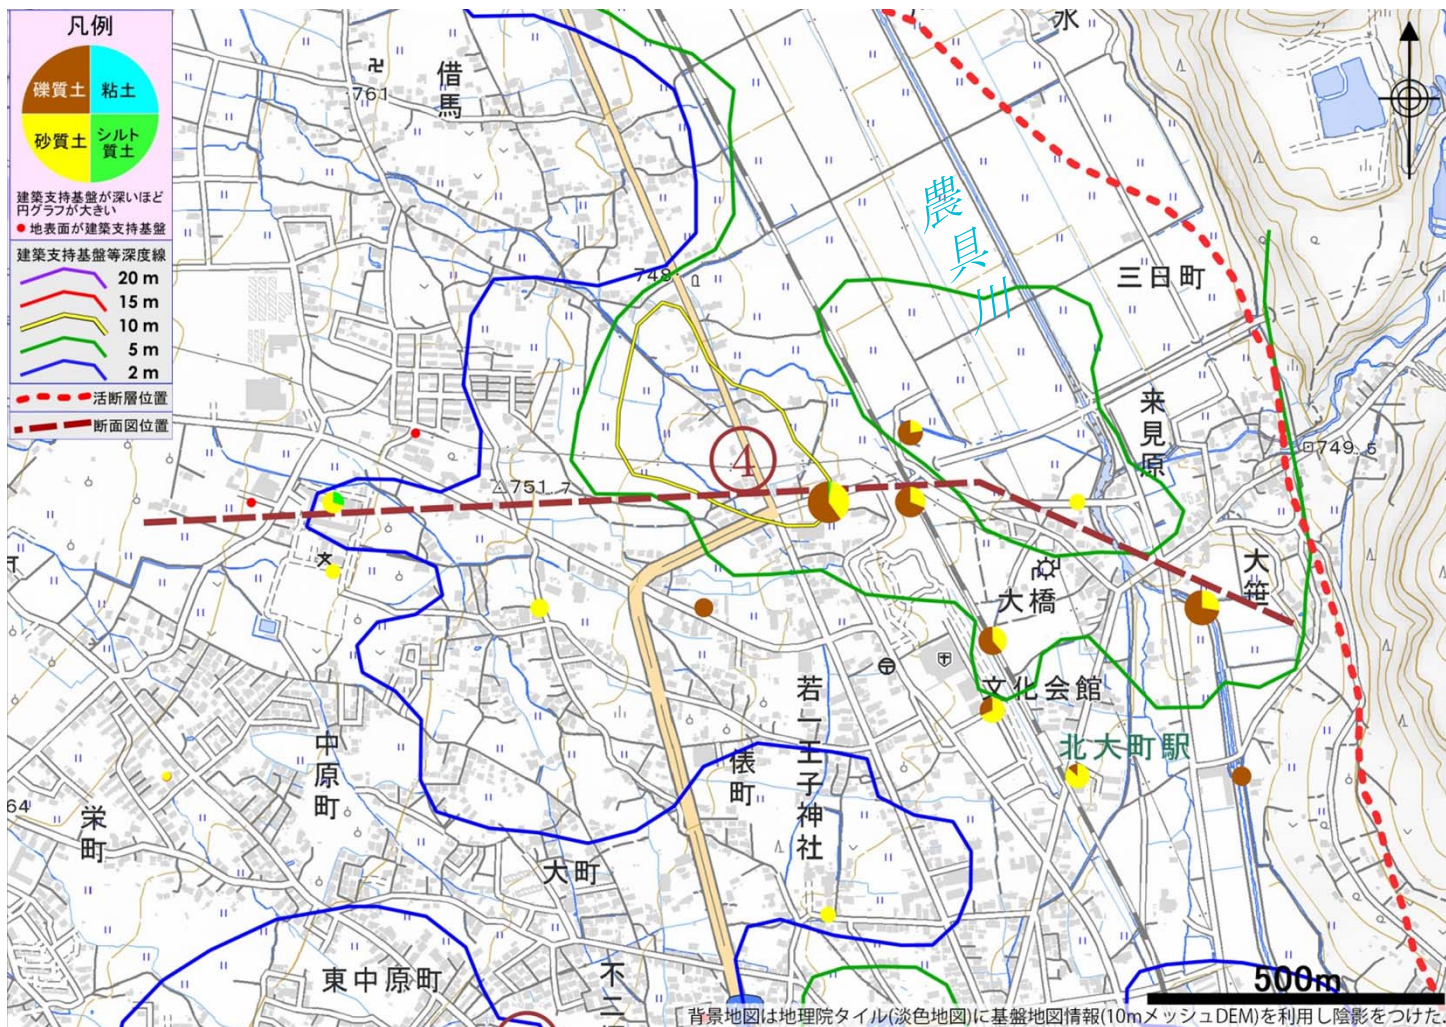 凡例
礫質土
粘土
砂質土
シルト
質土
建築支持基盤が深いほど
円グラフが大きい
地表面が建築支持基盤
建築支持基盤等深度線
20 m
15 m
10 m
5 m
2 m
活断層位置
断面図位置
761
借馬
農具川
三日町
748
来見原
749.5
4
751.7
大笹
大橋
文化会館
北大町駅
若一王子神社
俵町
中原町
栄町
64
大町
東中原町
不二
500m
背景地図は地理院タイル(淡色地図)に基盤地図情報(10mメッシュDEM)を利用し陰影をつけた。